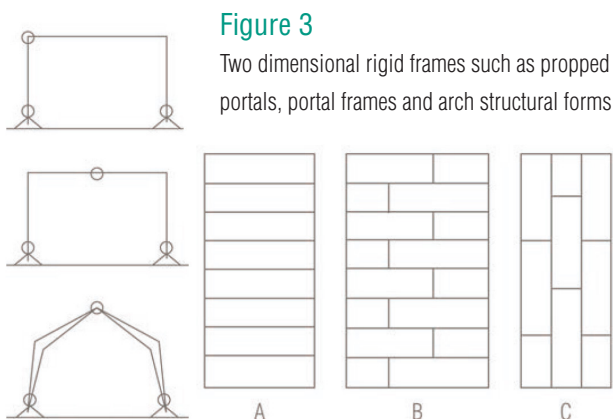 Figure 3
Two dimensional rigid frames such as propped
portals, portal frames and arch structural forms
A
B
C